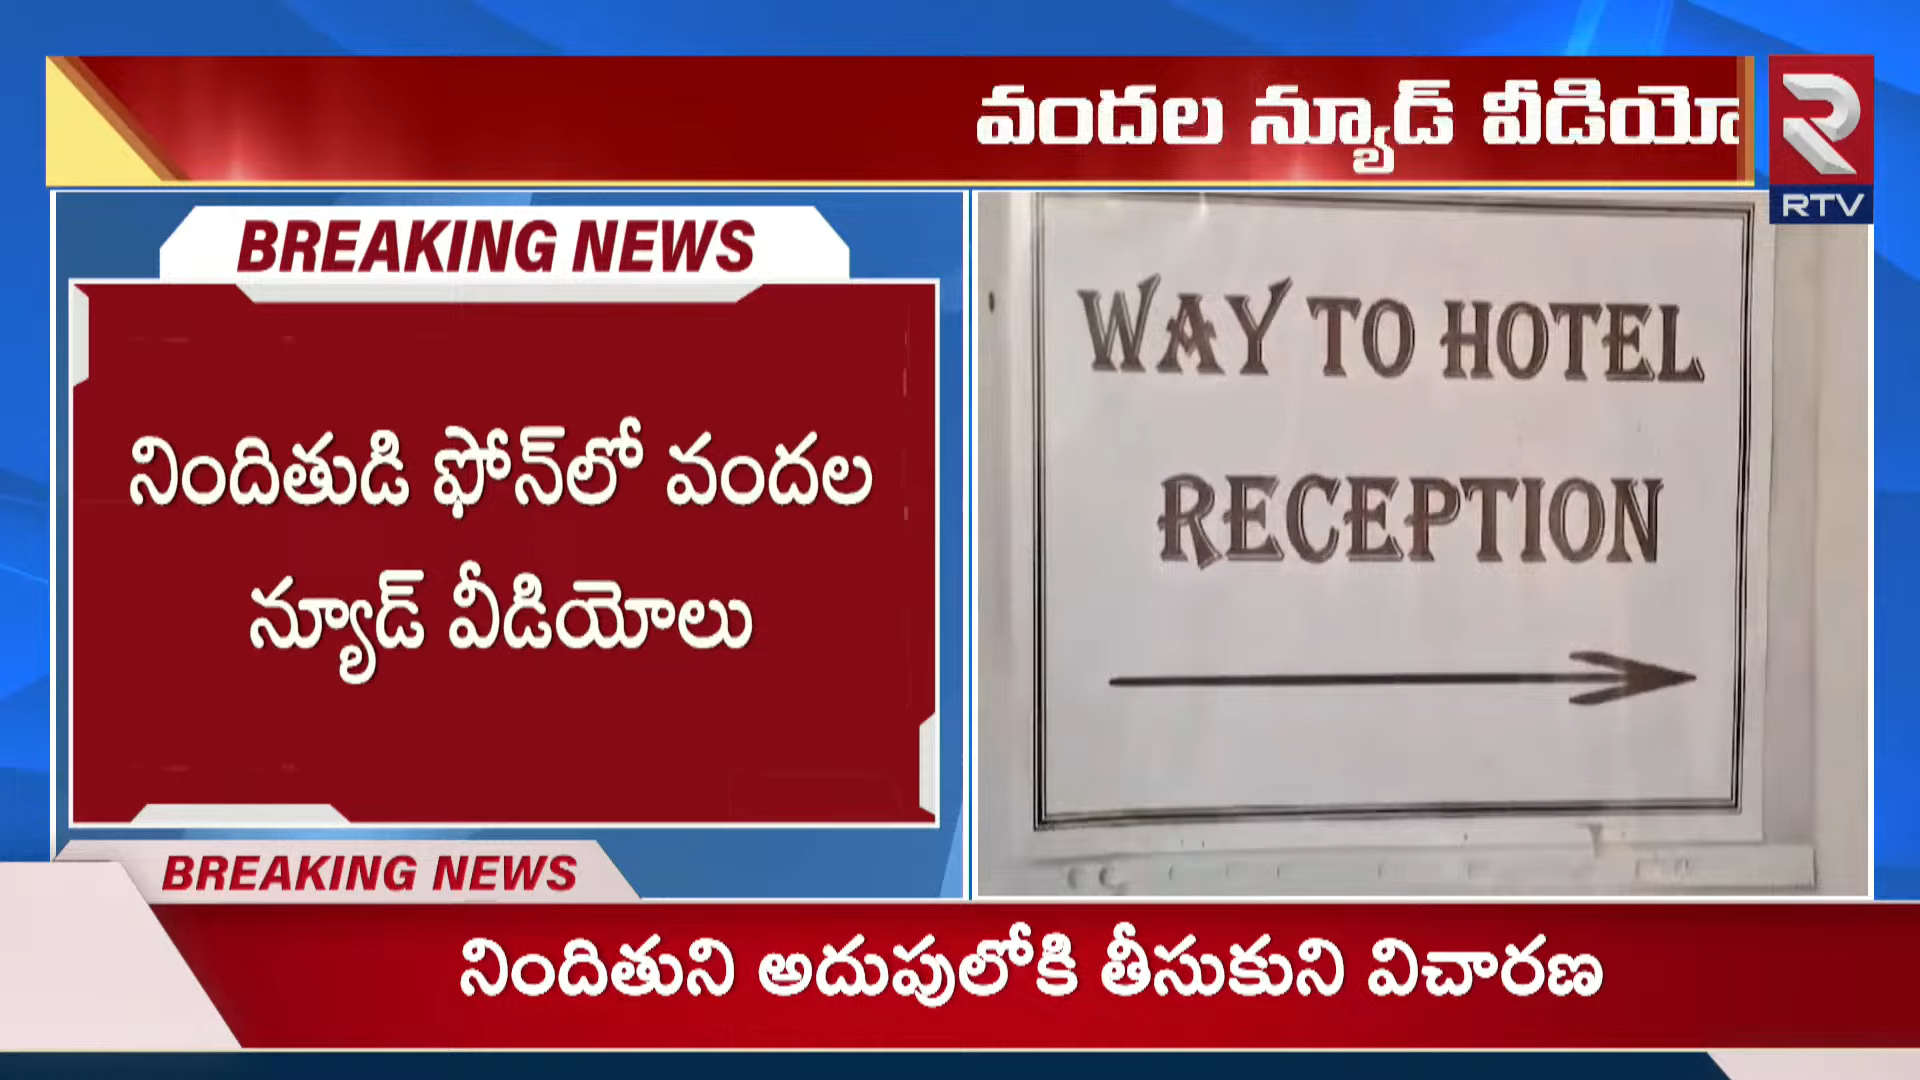 వందల న్యూడ్ వీడియో
RTV
BREAKING NEWS
నిందితుడి ఫోన్‌లో వందల
న్యూడ్ వీడియోలు
WAY TO HOTEL
RECEPTION
BREAKING NEWS
నిందితుని అదుపులోకి తీసుకుని విచారణ